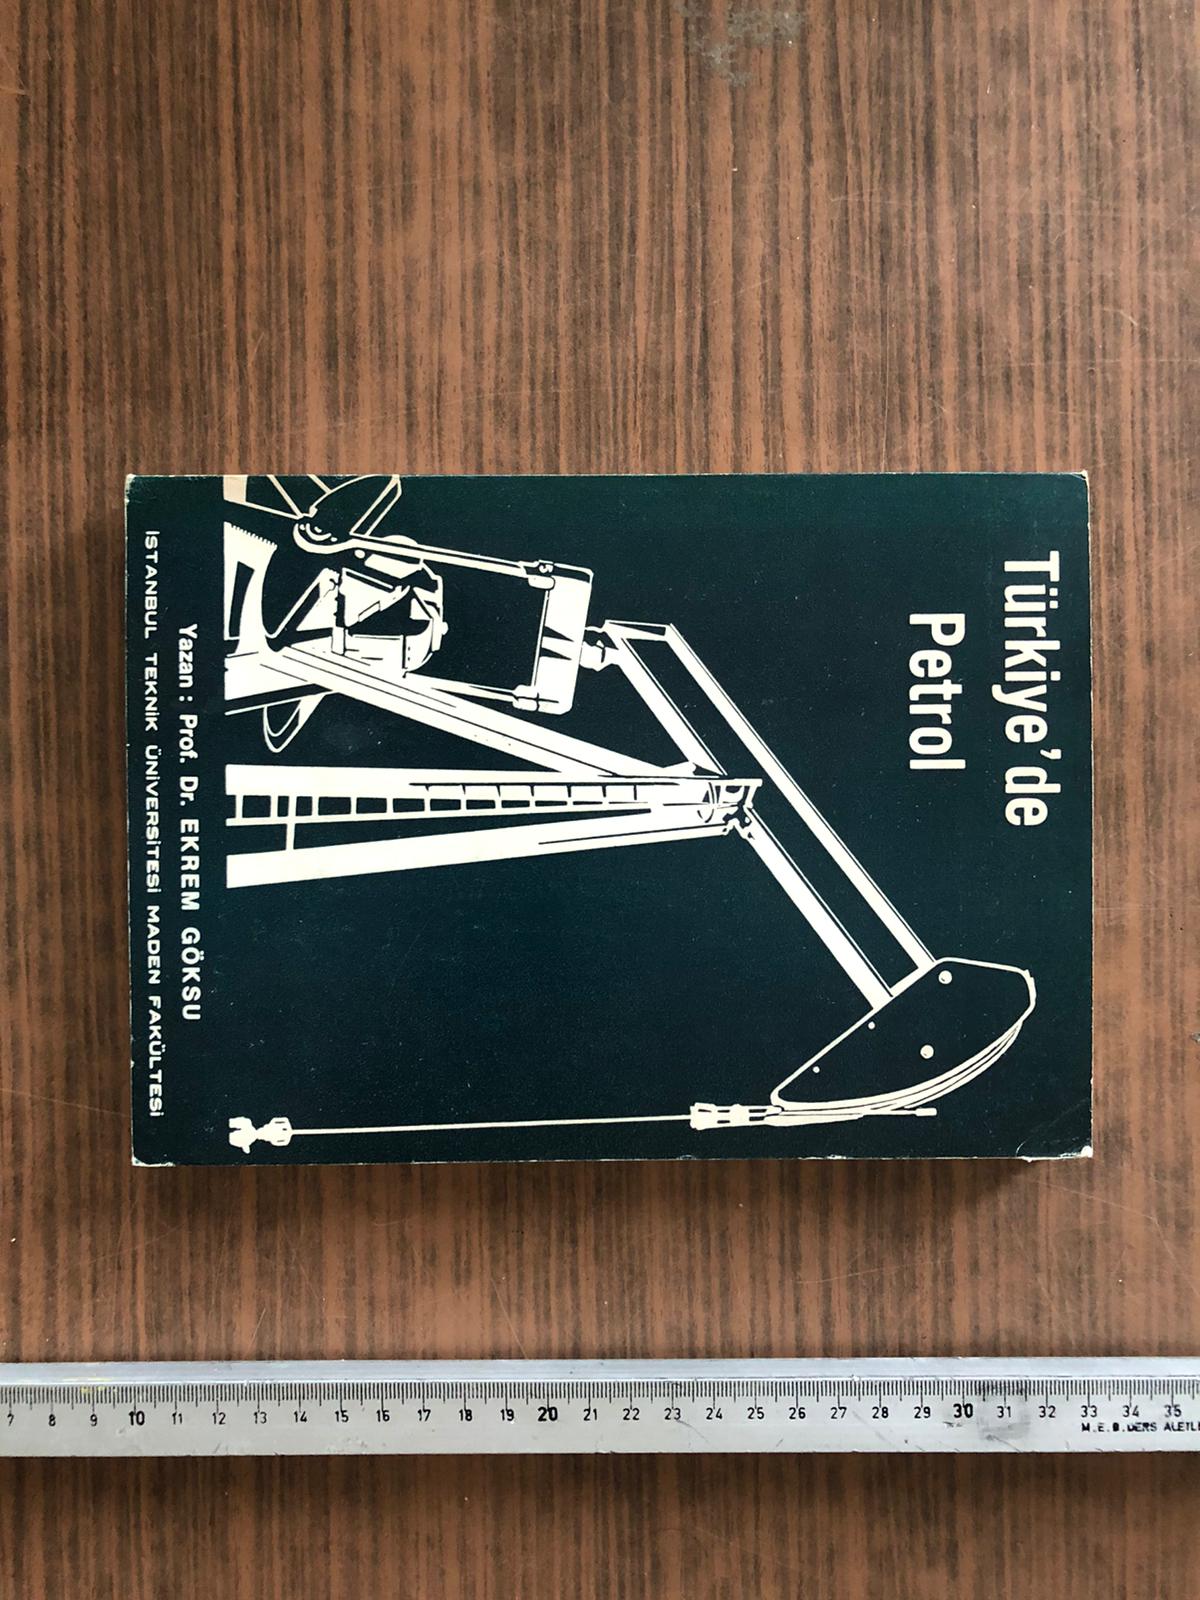 Türkiye'de
Petrol
Yazan : Prof. Dr. EKREM GÖKSU
İSTANBUL TEKNİK ÜNİVERSİTESİ MADEN FAKÜLTESİ
7 8 9 10 11 12 13 14 15 16 17 18 19 20 21 22 23 24 25 26 27 28 29 30 31 32 33 34 35
M.E.B. DERS ALETLE